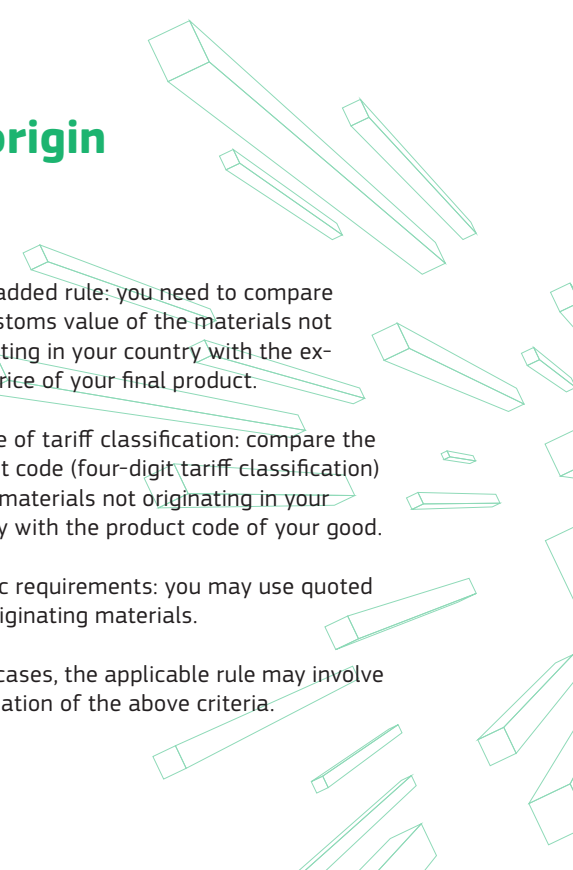 origin
added rule: you need to compare
stoms value of the materials not
ting in your country with the ex-
rice of your final product.
e of tariff classification: compare the
t code (four-digit tariff classification)
materials not originating in your
y with the product code of your good.
c requirements: you may use quoted
iginating materials.
cases, the applicable rule may involve
ation of the above criteria.